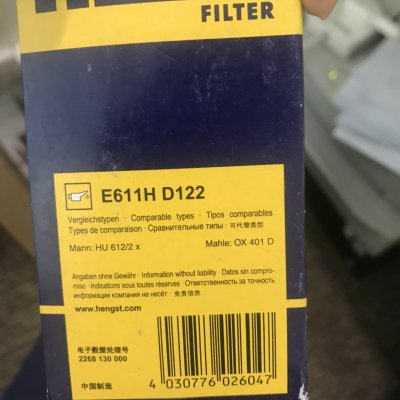 FILTER
E611H D122
Vergleichstypen · Comparable types · Tipos comparables
Types de comparaison · Сравнительные типы · 可代替类型
Mann: HU 612/2 x Mahle: OX 401 D
Angaben ohne Gewähr · Information without liability · Datos sin compro-
miso · Indications sous toutes réserves · Ответственность за точность
информации компания не несёт · 免责信息
www.hengst.com
电子数据处理号
2268 130 000
中国制造
4 030776 026047